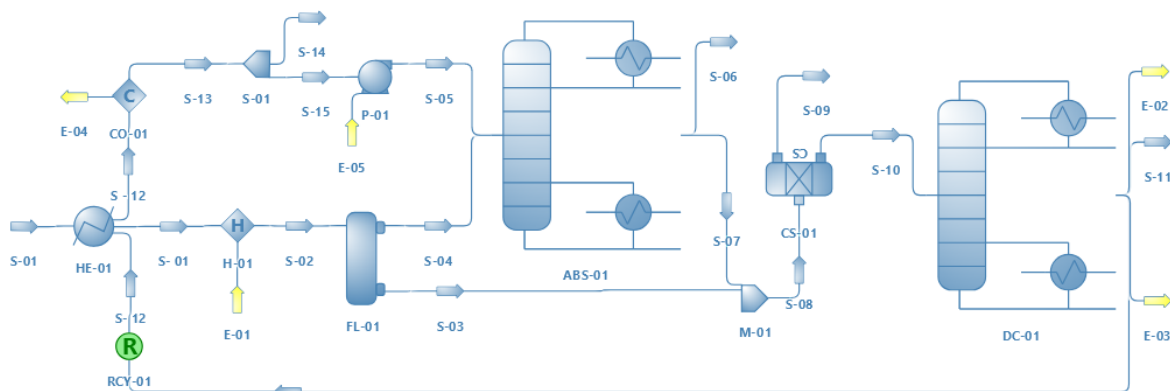 S-14
S-06
S-13
S-01
S-15
P-01
S-05
E-02
C
E-04
CO-01
S-09
E-05
CS
S-10
S-11
S - 12
CS-01
S-01
HE-01
S- 01
H
H-01
S-02
S-04
ABS-01
S-07
S-12
E-01
FL-01
S-03
S-08
M-01
DC-01
E-03
R
RCY-01